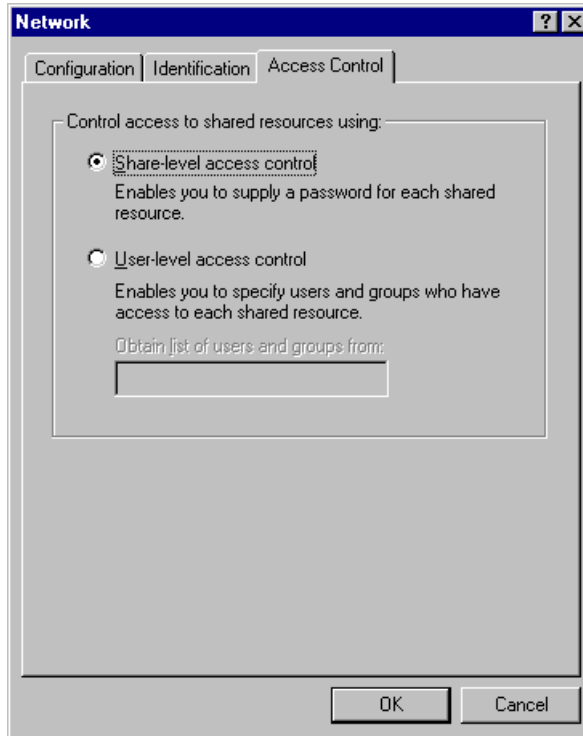 Network
Configuration Identification Access Control
Control access to shared resources using:
Share-level access control
Enables you to supply a password for each shared
resource.
User-level access control
Enables you to specify users and groups who have
access to each shared resource.
Obtain list of users and groups from:
OK Cancel